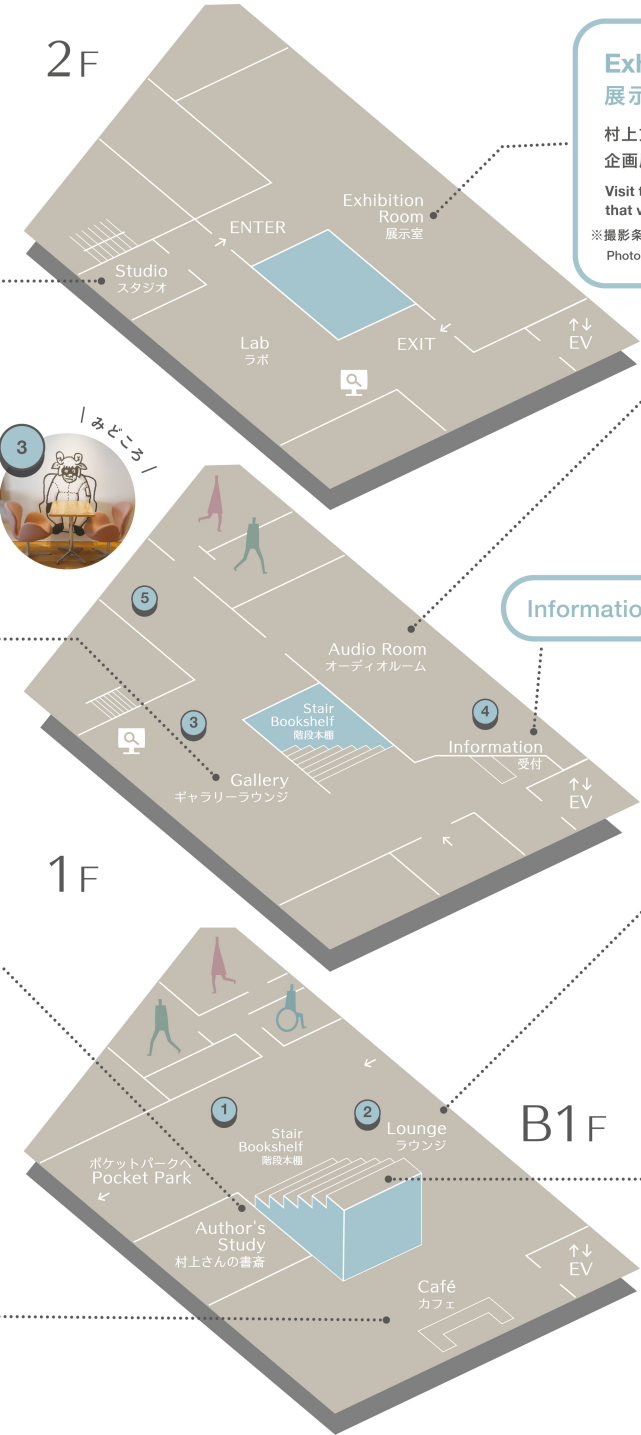 2F
Exhibition
Room
展示室
ENTER
Studio
スタジオ
Lab
ラボ
EXIT
↑↓
EV
展示
村上
企画
Visit
that
※撮影条
Photo
3
みどころ
5
Audio Room
オーディオルーム
Stair
Bookshelf
階段本棚
3
4
Information
受付
Gallery
ギャラリーラウンジ
↑↓
EV
Informatio
1F
1
2
Stair
Bookshelf
階段本棚
Lounge
ラウンジ
B1F
ポケットパークへ
Pocket Park
Author's
Study
村上さんの書斎
Café
カフェ
↑↓
EV